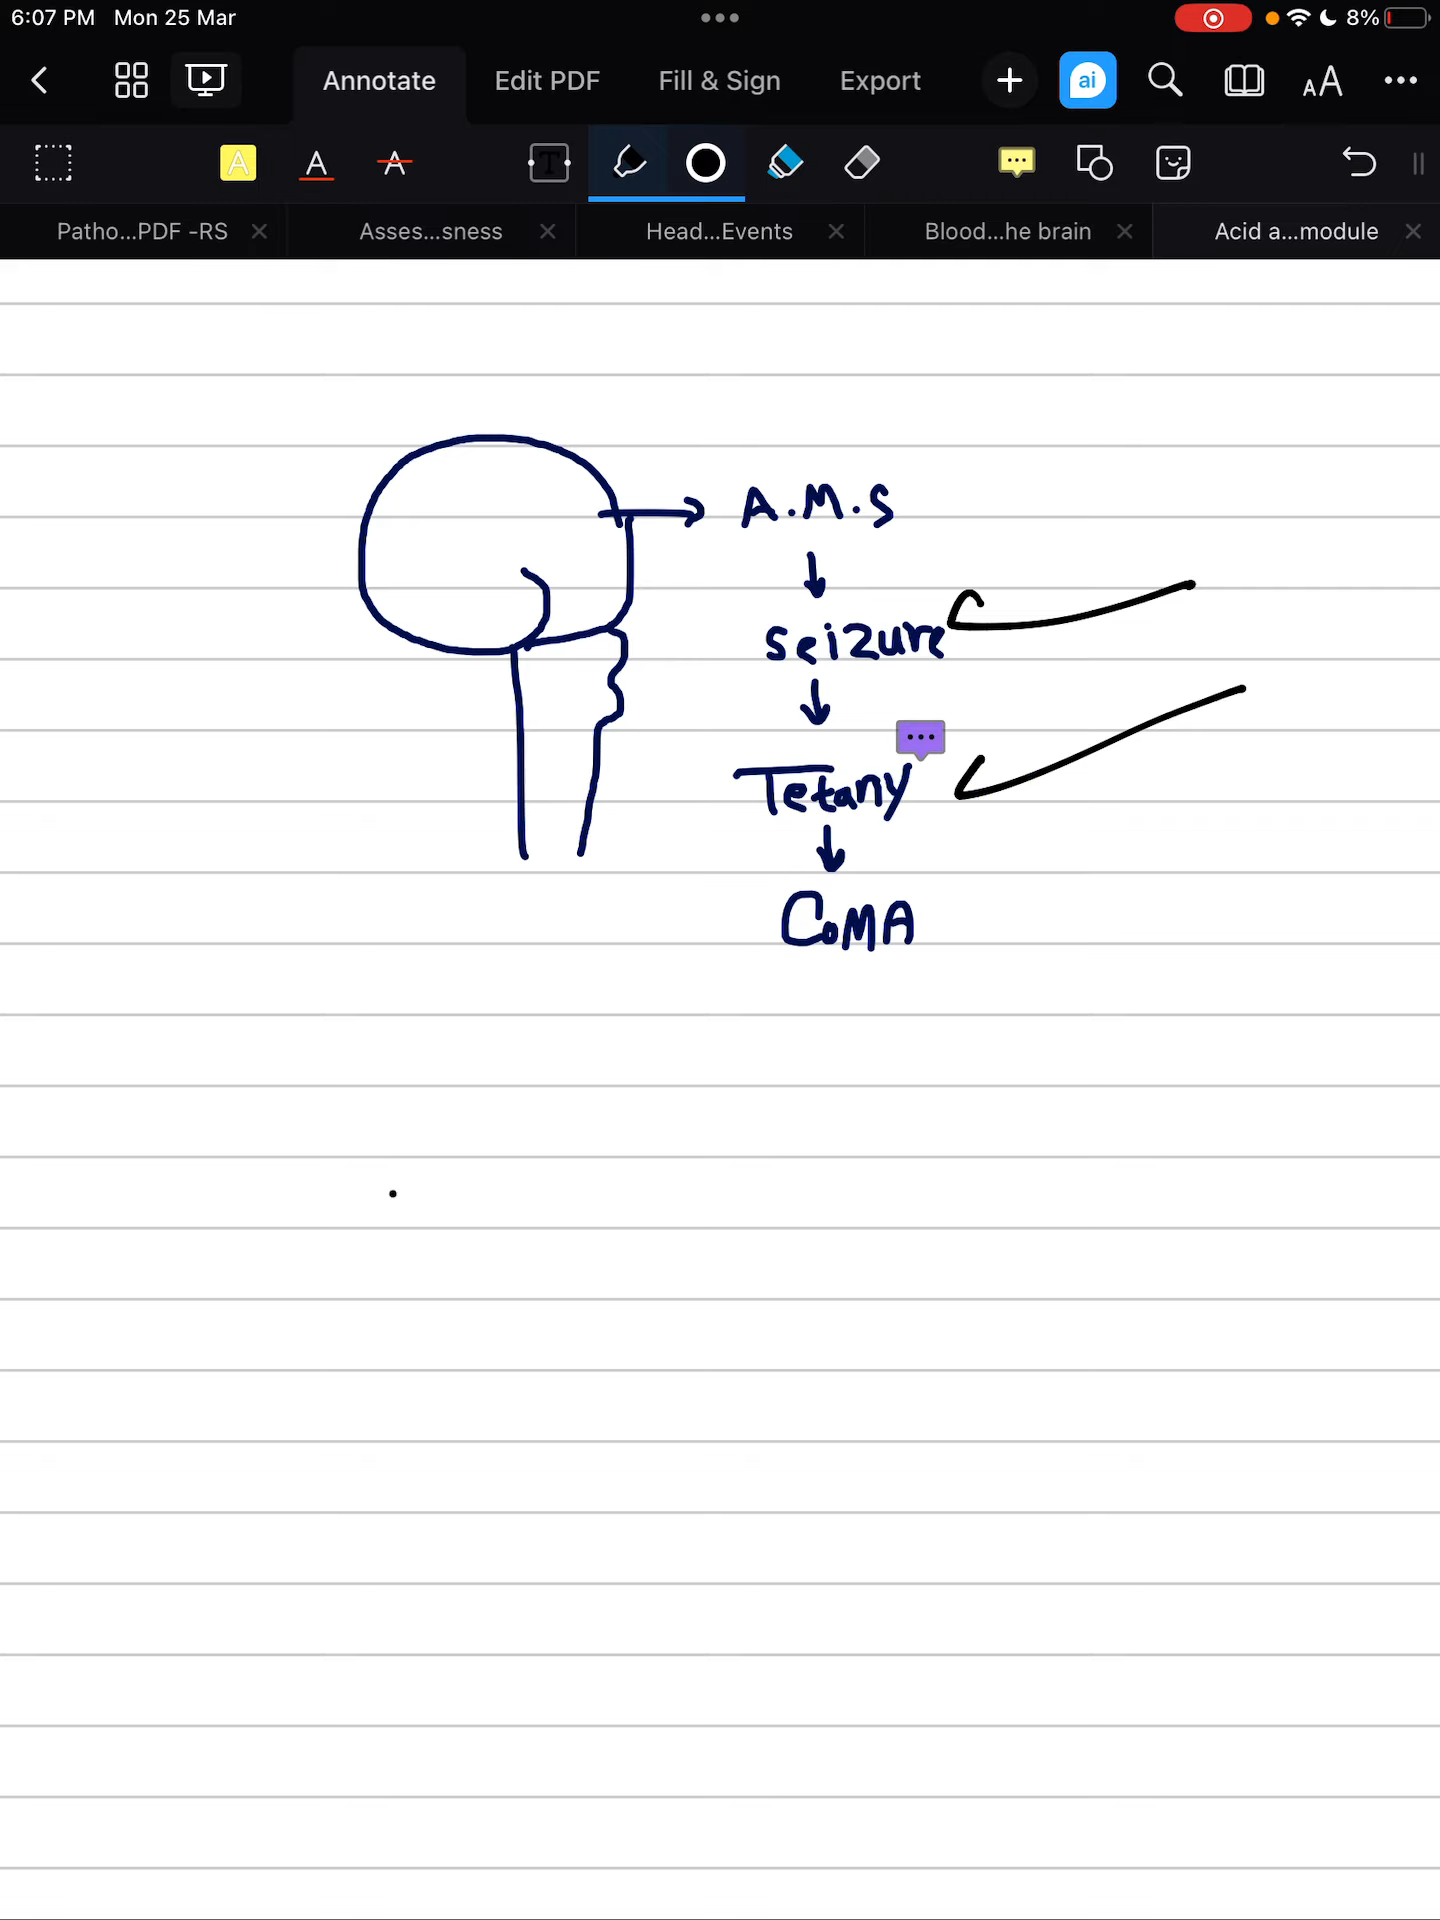 6:07 PM Mon 25 Mar 8%
Annotate Edit PDF Fill & Sign Export ai AA
A A A T
Patho...PDF -RS Asses...sness Head...Events Blood...he brain Acid a...module
A.M.S
seizure
Tetany
CoMA